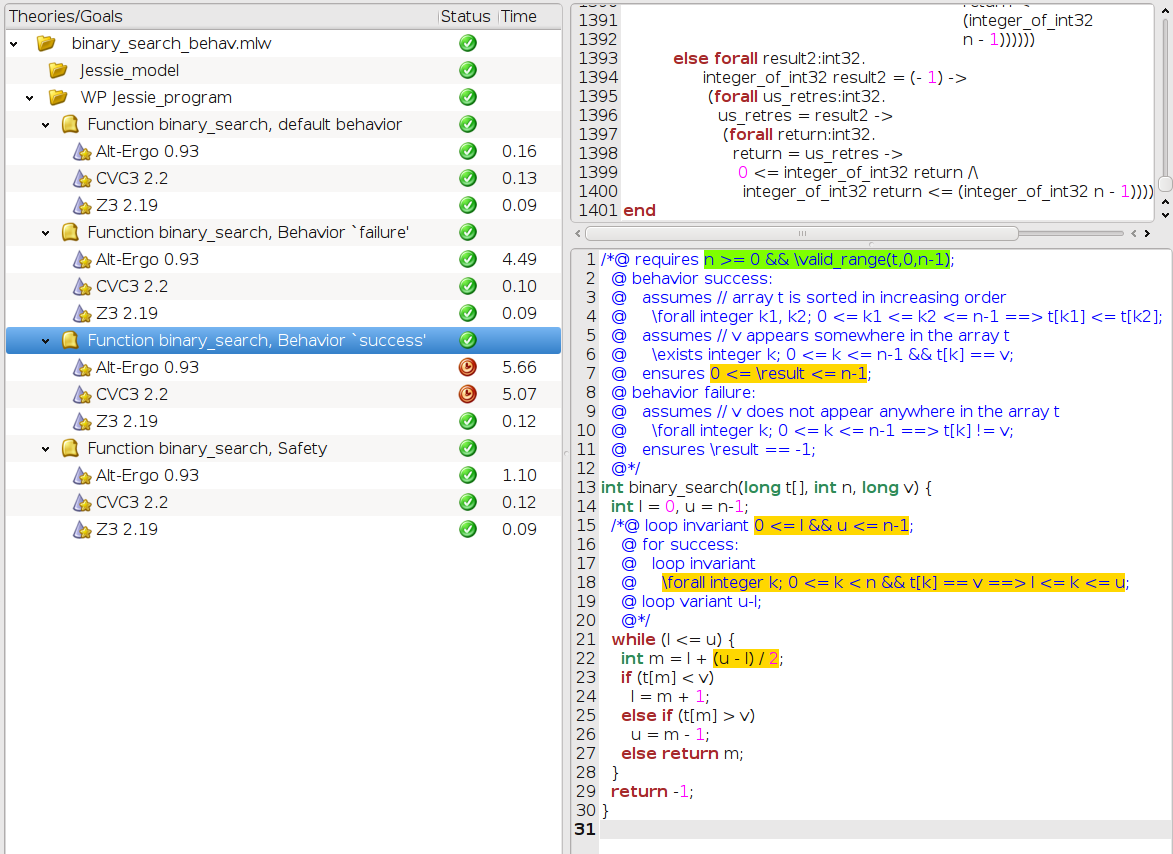 Theories/Goals Status Time
binary_search_behav.mlw
Jessie_model
WP Jessie_program
Function binary_search, default behavior
Alt-Ergo 0.93 0.16
CVC3 2.2 0.13
Z3 2.19 0.09
Function binary_search, Behavior `failure'
Alt-Ergo 0.93 4.49
CVC3 2.2 0.10
Z3 2.19 0.09
Function binary_search, Behavior `success'
Alt-Ergo 0.93 5.66
CVC3 2.2 5.07
Z3 2.19 0.12
Function binary_search, Safety
Alt-Ergo 0.93 1.10
CVC3 2.2 0.12
Z3 2.19 0.09
1391 (integer_of_int32
1392 n - 1))))))
1393 else forall result2:int32.
1394 integer_of_int32 result2 = (- 1) ->
1395 (forall us_retres:int32.
1396 us_retres = result2 ->
1397 (forall return:int32.
1398 return = us_retres ->
1399 0 <= integer_of_int32 return /\
1400 integer_of_int32 return <= (integer_of_int32 n - 1))))
1401 end
1 /*@ requires n >= 0 && \valid_range(t,0,n-1);
2 @ behavior success:
3 @ assumes // array t is sorted in increasing order
4 @ \forall integer k1, k2; 0 <= k1 <= k2 <= n-1 ==> t[k1] <= t[k2];
5 @ assumes // v appears somewhere in the array t
6 @ \exists integer k; 0 <= k <= n-1 && t[k] == v;
7 @ ensures 0 <= \result <= n-1;
8 @ behavior failure:
9 @ assumes // v does not appear anywhere in the array t
10 @ \forall integer k; 0 <= k <= n-1 ==> t[k] != v;
11 @ ensures \result == -1;
12 @*/
13 int binary_search(long t[], int n, long v) {
14 int l = 0, u = n-1;
15 /*@ loop invariant 0 <= l && u <= n-1;
16 @ for success:
17 @ loop invariant
18 @ \forall integer k; 0 <= k < n && t[k] == v ==> l <= k <= u;
19 @ loop variant u-l;
20 @*/
21 while (l <= u) {
22 int m = l + (u - l) / 2;
23 if (t[m] < v)
24 l = m + 1;
25 else if (t[m] > v)
26 u = m - 1;
27 else return m;
28 }
29 return -1;
30 }
31